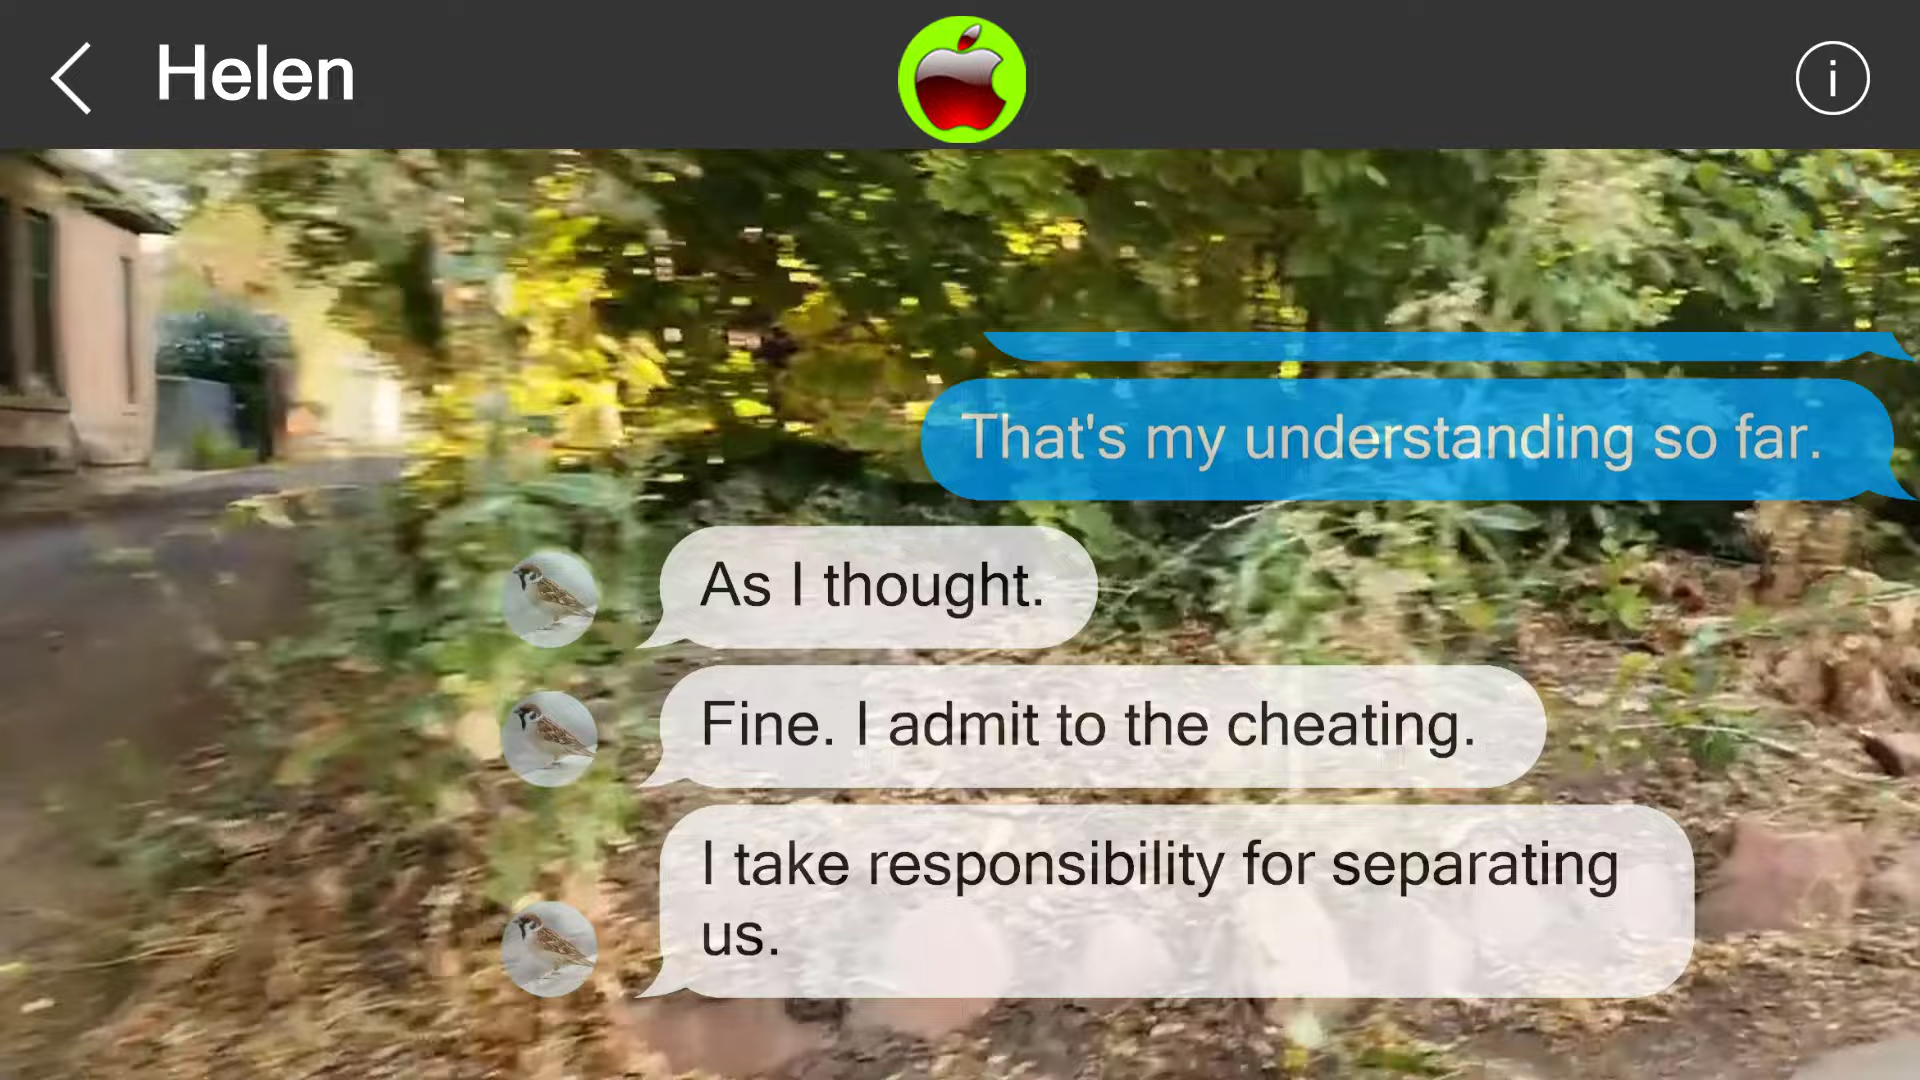 Helen
i
That's my understanding so far.
As I thought.
Fine. I admit to the cheating.
I take responsibility for separating
us.